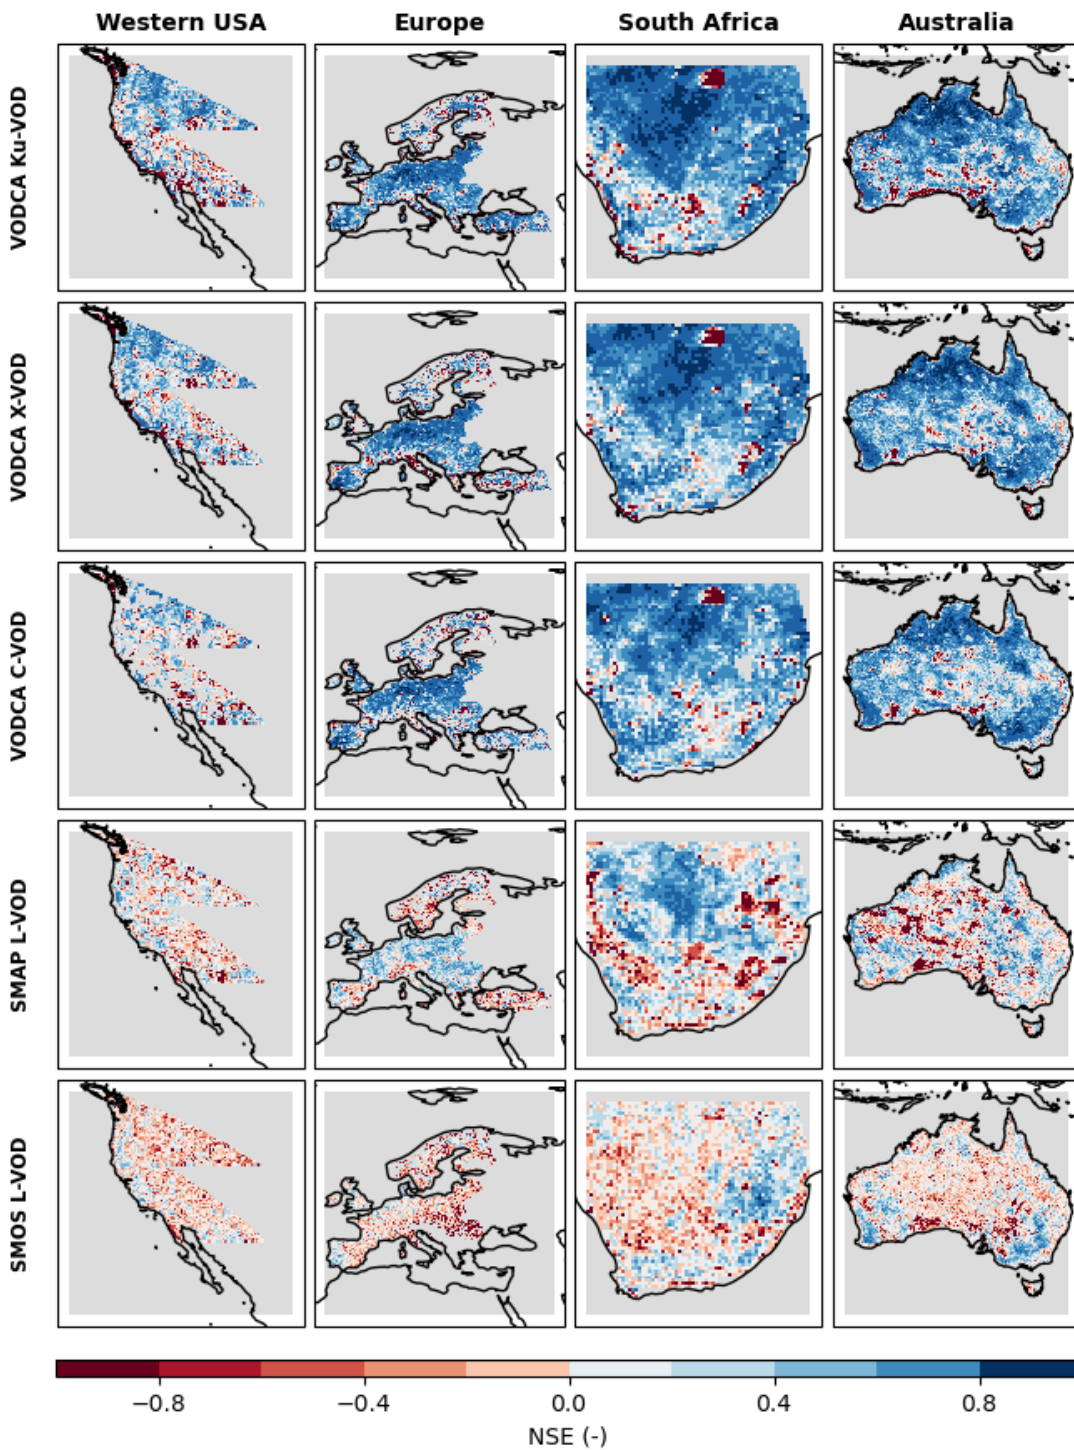 Western USA Europe South Africa Australia
VODCA Ku-VOD
VODCA X-VOD
VODCA C-VOD
SMAP L-VOD
SMOS L-VOD
−0.8 −0.4 0.0 0.4 0.8
NSE (-)